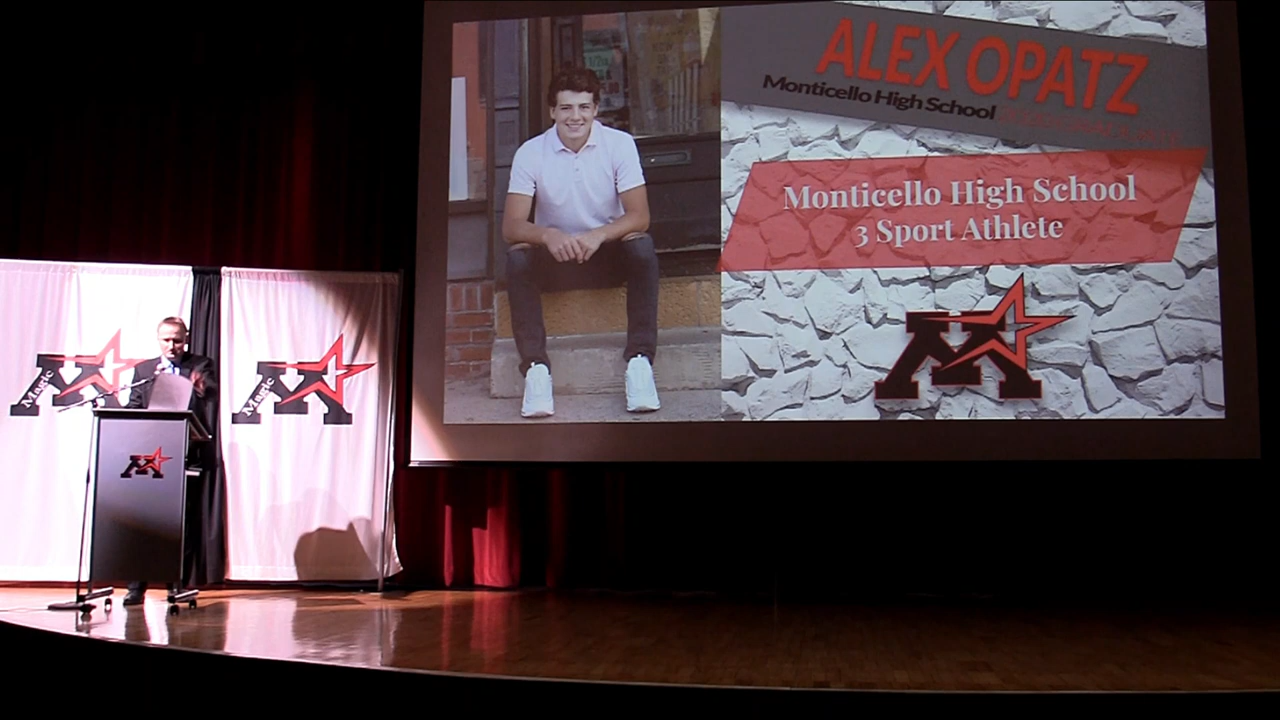 ALEX OPATZ
Monticello High School
Monticello High School
3 Sport Athlete
Magic
Magic
M
M
M
M